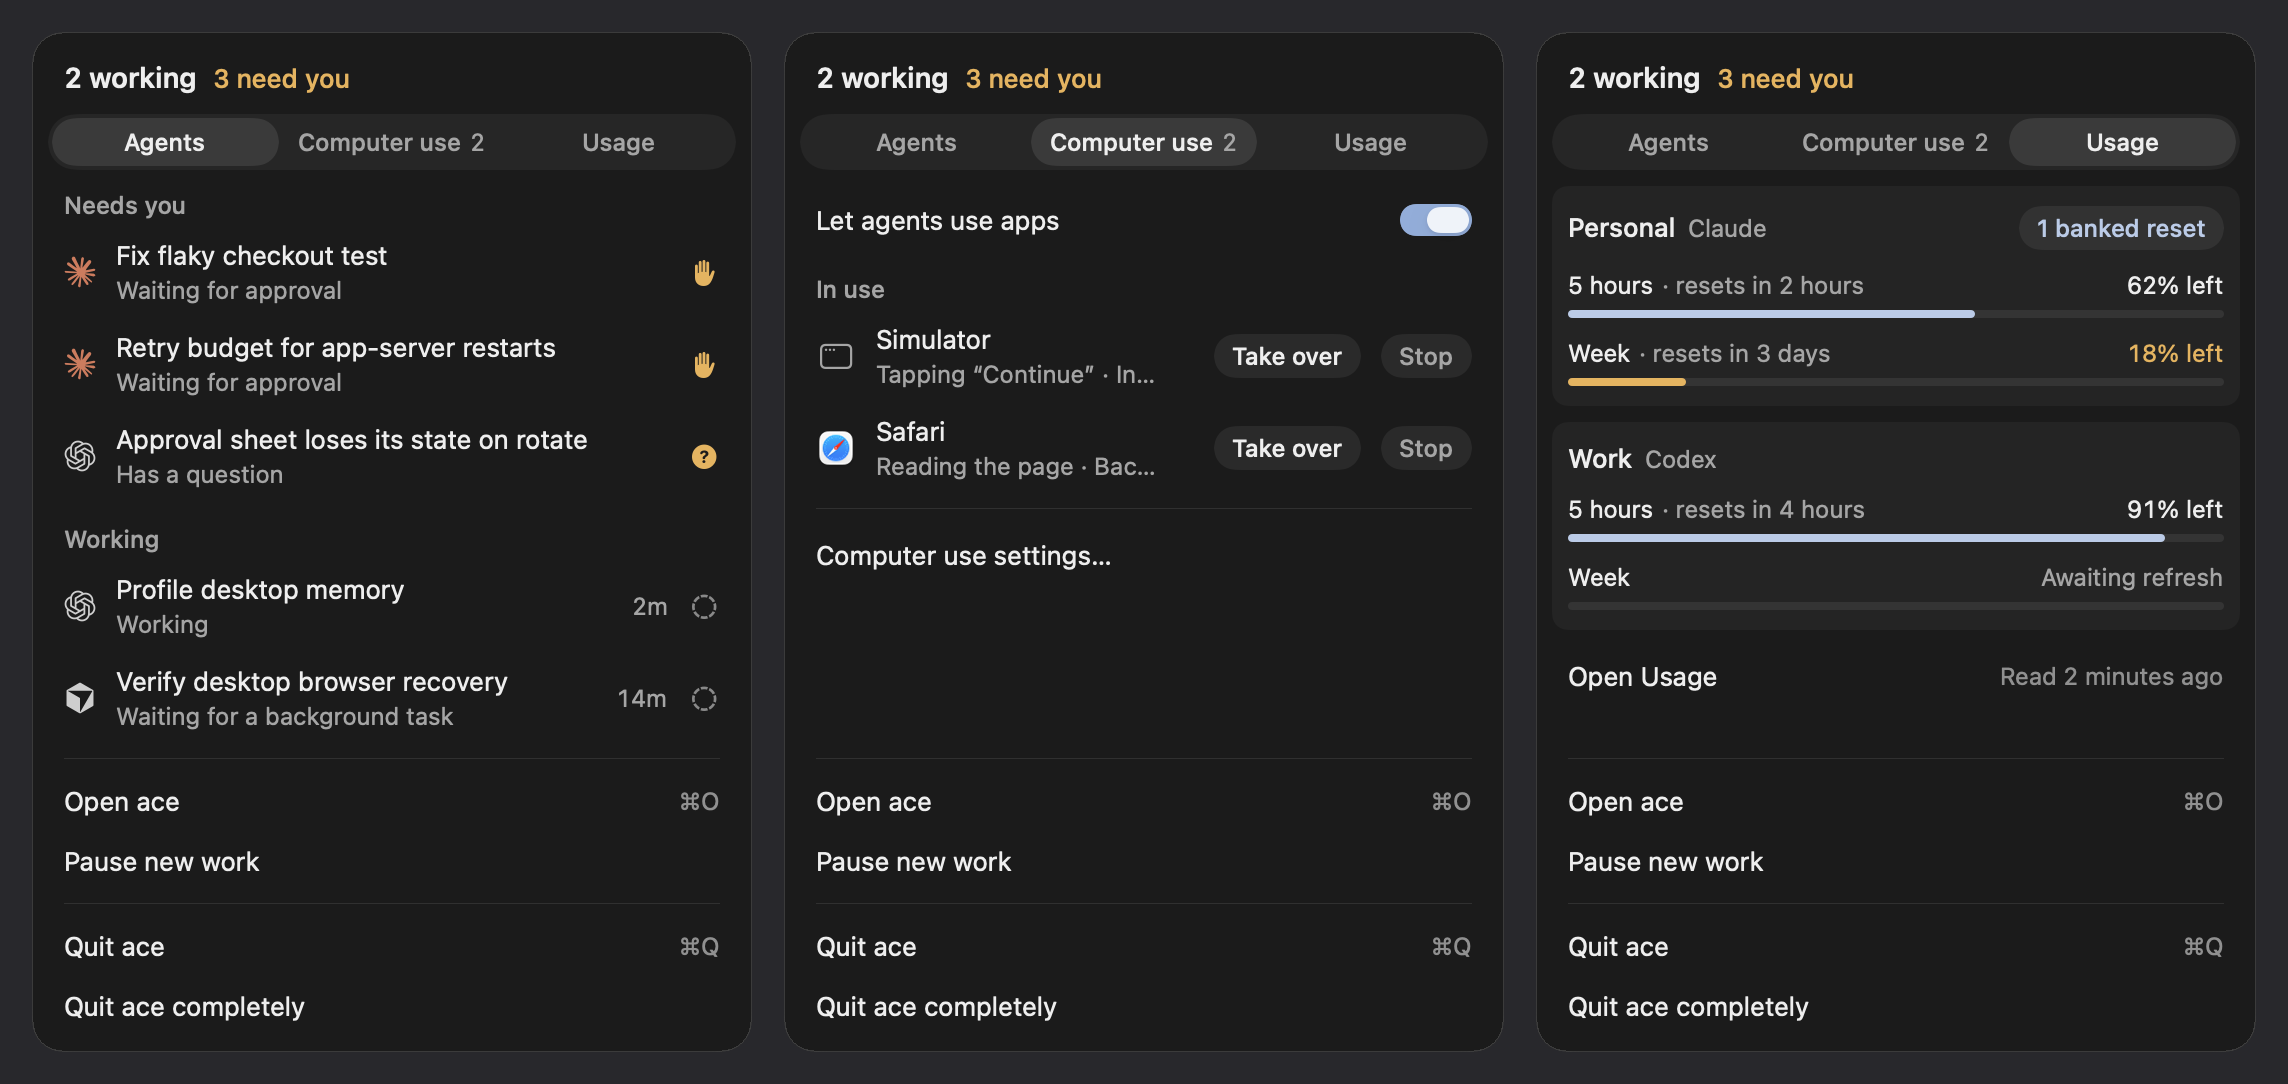 2 working 3 need you
Agents Computer use 2 Usage
Needs you
Fix flaky checkout test
Waiting for approval
Retry budget for app-server restarts
Waiting for approval
Approval sheet loses its state on rotate
Has a question
?
Working
Profile desktop memory
Working
2m
Verify desktop browser recovery
Waiting for a background task
14m
Open ace ⌘O
Pause new work
Quit ace ⌘Q
Quit ace completely
2 working 3 need you
Agents Computer use 2 Usage
Let agents use apps
In use
Simulator
Tapping “Continue” · In...
Take over Stop
Safari
Reading the page · Bac...
Take over Stop
Computer use settings...
Open ace ⌘O
Pause new work
Quit ace ⌘Q
Quit ace completely
2 working 3 need you
Agents Computer use 2 Usage
Personal Claude 1 banked reset
5 hours · resets in 2 hours 62% left
Week · resets in 3 days 18% left
Work Codex
5 hours · resets in 4 hours 91% left
Week Awaiting refresh
Open Usage Read 2 minutes ago
Open ace ⌘O
Pause new work
Quit ace ⌘Q
Quit ace completely